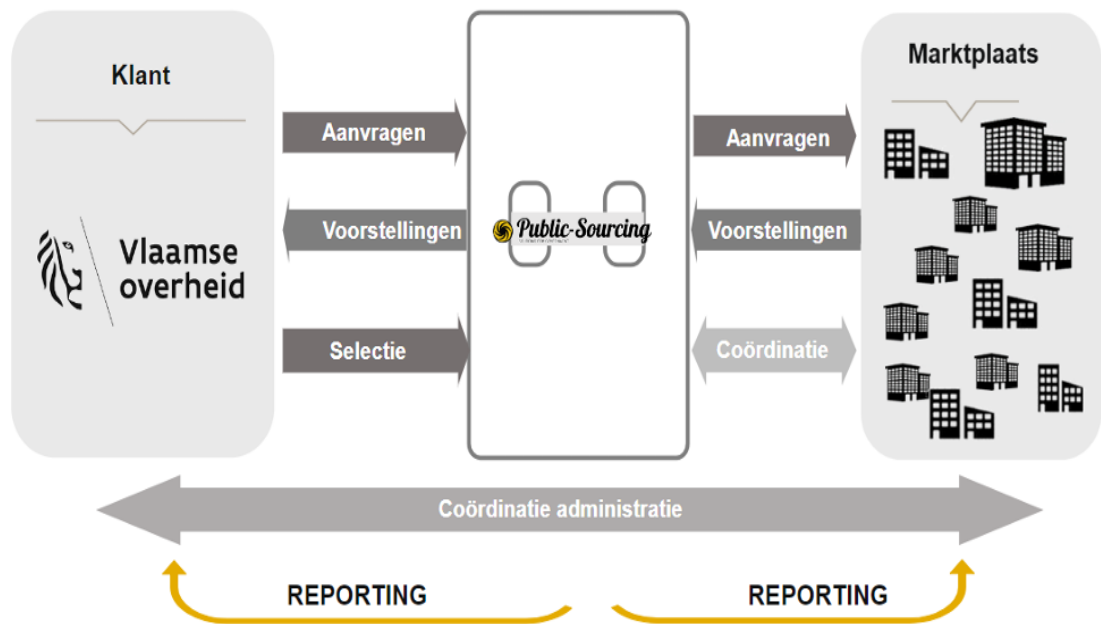 Klant
Marktplaats
Aanvragen
Aanvragen
Vlaamse
overheid
Voorstellingen
Public-Sourcing
Voorstellingen
Selectie
Coördinatie
Coördinatie administratie
REPORTING
REPORTING